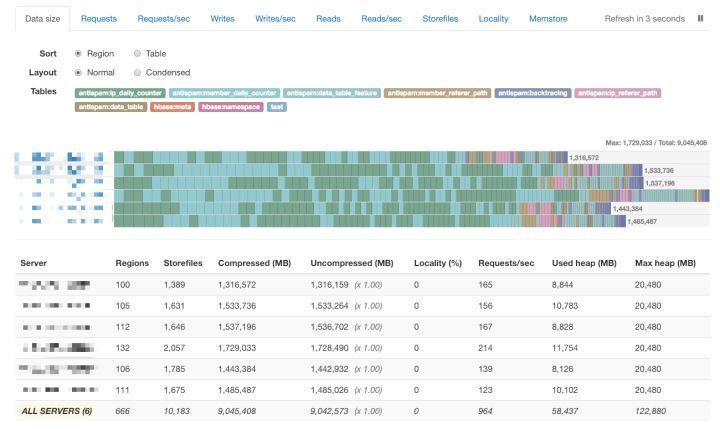 Data size Requests Requests/sec Writes Writes/sec Reads Reads/sec Storefiles Locality Memstore Refresh in 3 seconds
Sort Region Table
Layout Normal Condensed
Tables antispam:ip_daily_counter antispam:member_daily_counter antispam:data_table_feature antispam:member_referer_path antispam:backtracing antispam:ip_referer_path
antispam:data_table hbase:meta hbase:namespace test
Max: 1,729,033 / Total: 9,045,408
1,316,572
1,533,736
1,537,196
1,443,384
1,485,487
Server Regions Storefiles Compressed (MB) Uncompressed (MB) Locality (%) Requests/sec Used heap (MB) Max heap (MB)
100 1,389 1,316,572 1,316,159 (x 1.00) 0 165 8,844 20,480
105 1,631 1,533,736 1,533,264 (x 1.00) 0 156 10,783 20,480
112 1,646 1,537,196 1,536,702 (x 1.00) 0 167 8,828 20,480
132 2,057 1,729,033 1,728,490 (x 1.00) 0 214 11,754 20,480
106 1,785 1,443,384 1,442,932 (x 1.00) 0 139 8,126 20,480
111 1,675 1,485,487 1,485,026 (x 1.00) 0 123 10,102 20,480
ALL SERVERS (6) 666 10,183 9,045,408 9,042,573 (x 1.00) 0 964 58,437 122,880